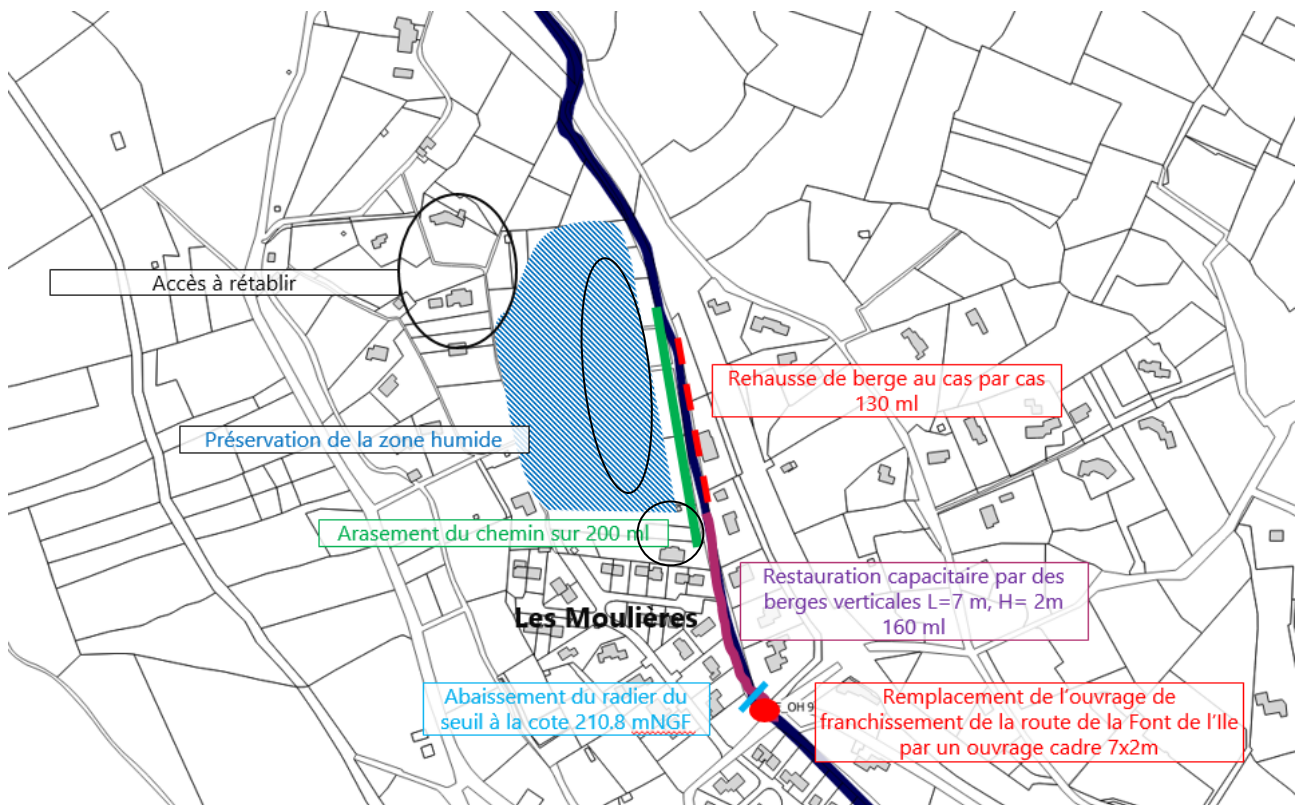 Accès à rétablir
Rehausse de berge au cas par cas
130 ml
Préservation de la zone humide
Arasement du chemin sur 200 ml
Restauration capacitaire par des
berges verticales L=7 m, H= 2m
160 ml
Les Moulières
Abaissement du radier du
seuil à la cote 210.8 mNGF
OH 9
Remplacement de l'ouvrage de
franchissement de la route de la Font de l'Ile
par un ouvrage cadre 7x2m